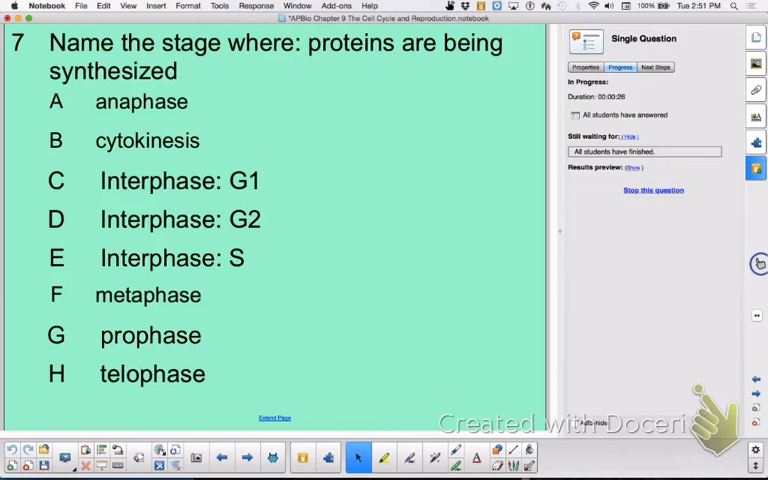 Notebook File Edit View Insert Format Tools Response Window Add-ons Help 100% Tue 2:51 PM
*APBio Chapter 9 The Cell Cycle and Reproduction.notebook
7 Name the stage where: proteins are being
synthesized
A anaphase
B cytokinesis
C Interphase: G1
D Interphase: G2
E Interphase: S
F metaphase
G prophase
H telophase
Extend Page
Single Question
Properties Progress Next Steps
In Progress:
Duration: 00:00:26
All students have answered
Still waiting for: (Hide)
All students have finished.
Results preview: (Show)
Stop this question
Created with Doceri
Auto-hide